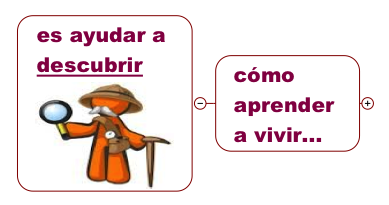 es ayudar a
descubrir
cómo
aprender
a vivir...